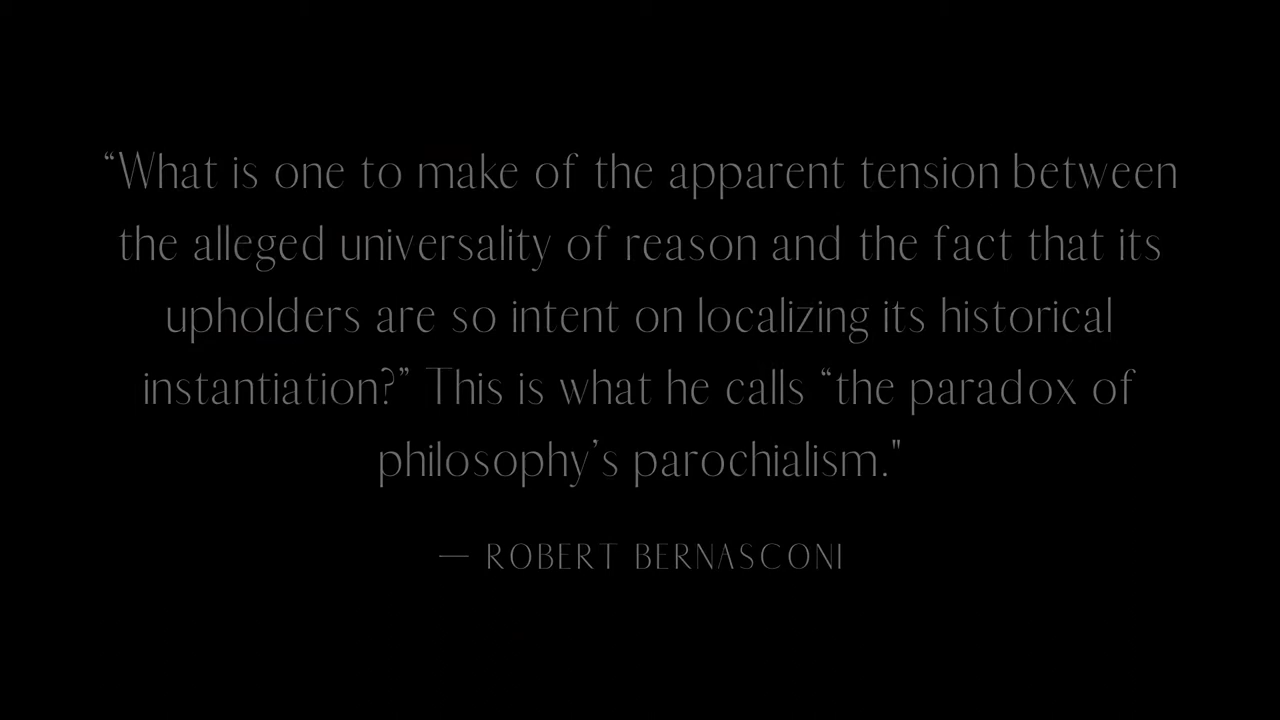 “What is one to make of the apparent tension between
the alleged universality of reason and the fact that its
upholders are so intent on localizing its historical
instantiation?” This is what he calls “the paradox of
philosophy’s parochialism."
— ROBERT BERNASCONI